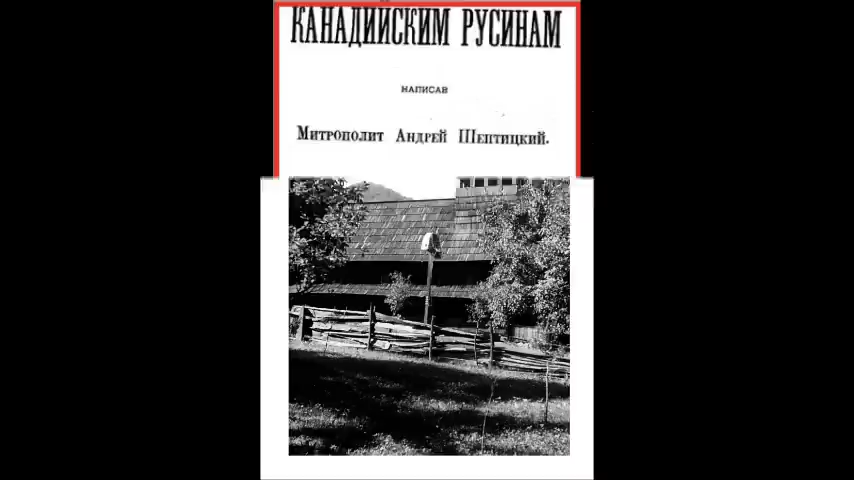 КАНАДИЙСКИМ РУСИНАМ
НАПИСАВ
Митрополит Андрей Шептицкий.